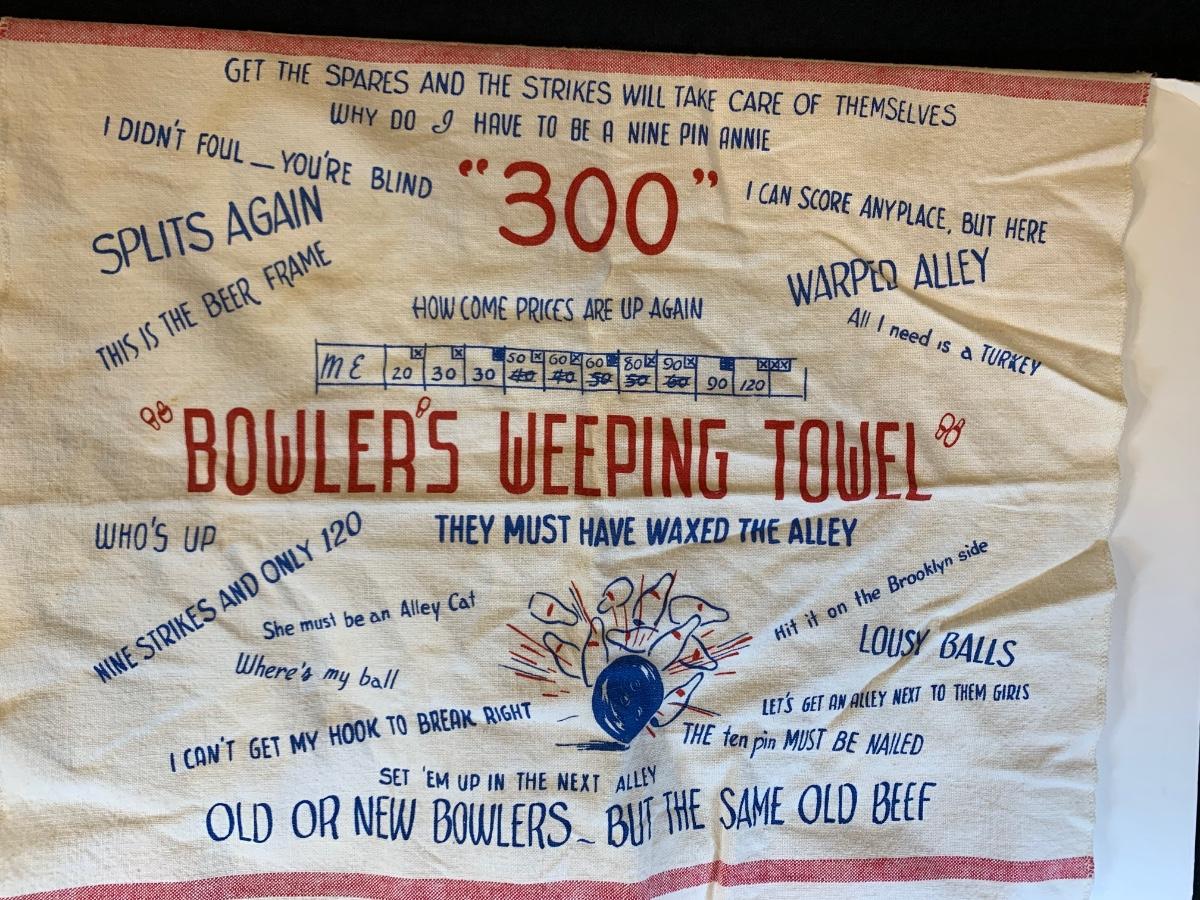 GET THE SPARES AND THE STRIKES WILL TAKE CARE OF THEMSELVES
WHY DO I HAVE TO BE A NINE PIN ANNIE
I DIDN'T FOUL — YOU'RE BLIND
"300"
I CAN SCORE ANYPLACE, BUT HERE
SPLITS AGAIN
WARPED ALLEY
THIS IS THE BEER FRAME
HOW COME PRICES ARE UP AGAIN
All I need is a TURKEY
ME 20 30 30 50 40 60 40 60 50 80 50 90 60 90 120
"BOWLER'S WEEPING TOWEL"
WHO'S UP
THEY MUST HAVE WAXED THE ALLEY
NINE STRIKES AND ONLY 120
Hit it on the Brooklyn side
She must be an Alley Cat
LOUSY BALLS
Where's my ball
LET'S GET AN ALLEY NEXT TO THEM GIRLS
I CAN'T GET MY HOOK TO BREAK RIGHT
THE ten pin MUST BE NAILED
SET 'EM UP IN THE NEXT ALLEY
OLD OR NEW BOWLERS ~ BUT THE SAME OLD BEEF